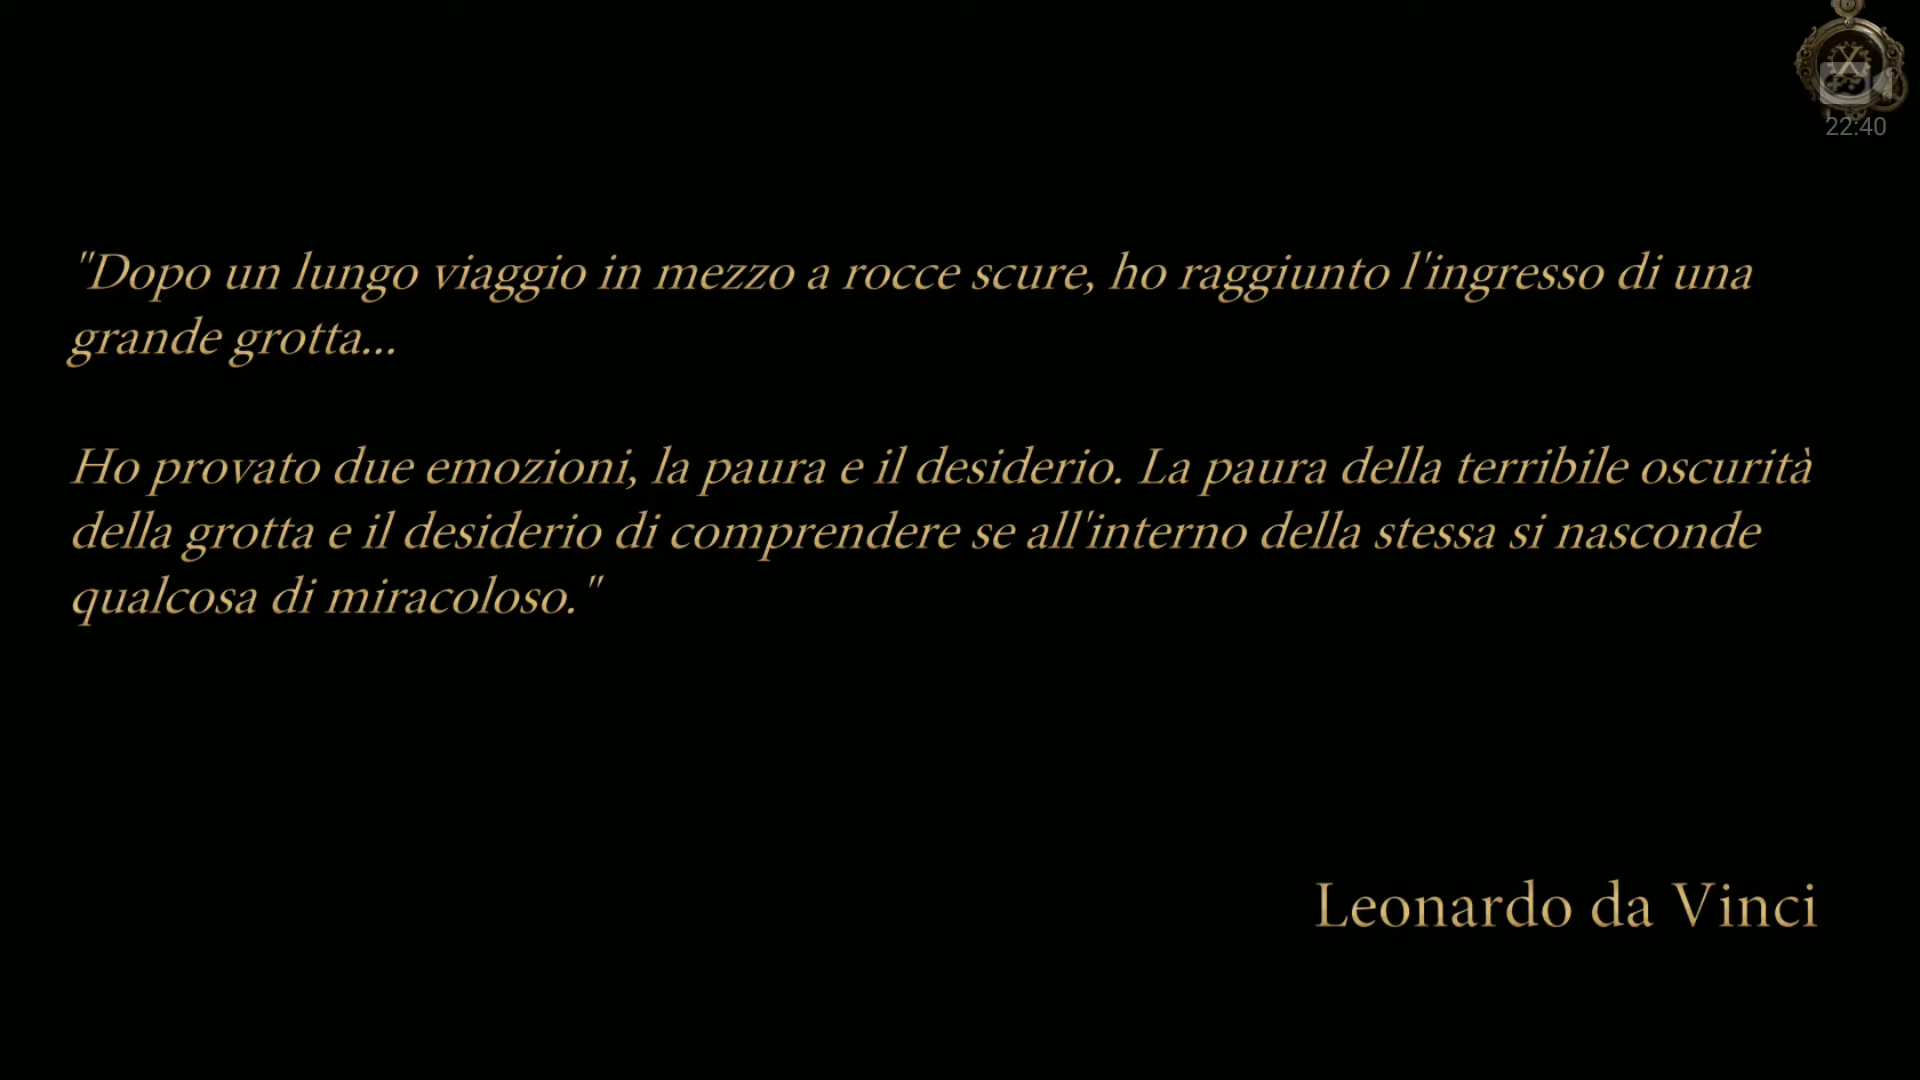 X
22:40
"Dopo un lungo viaggio in mezzo a rocce scure, ho raggiunto l'ingresso di una
grande grotta...
Ho provato due emozioni, la paura e il desiderio. La paura della terribile oscurità
della grotta e il desiderio di comprendere se all'interno della stessa si nasconde
qualcosa di miracoloso."
Leonardo da Vinci